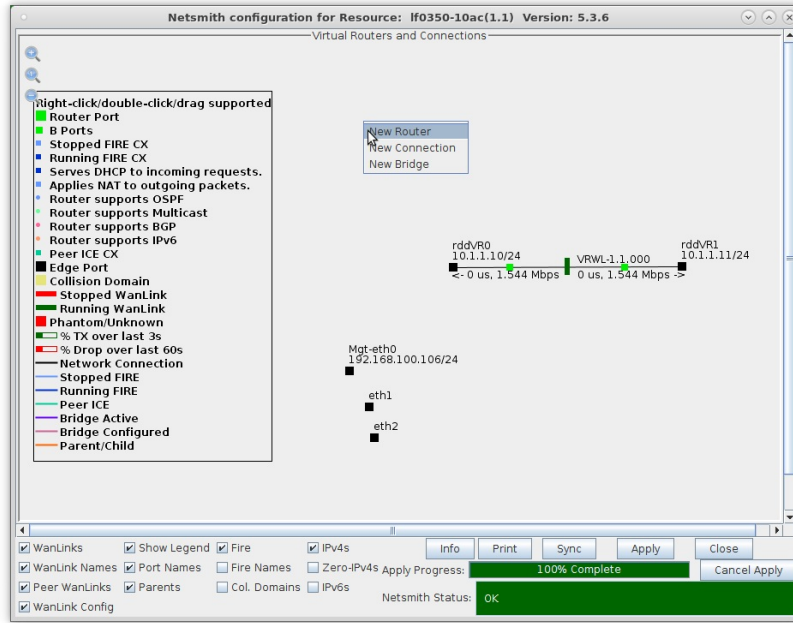 Netsmith configuration for Resource: lf0350-10ac(1.1) Version: 5.3.6
Virtual Routers and Connections
Right-click/double-click/drag supported
Router Port
B Ports
Stopped FIRE CX
Running FIRE CX
Serves DHCP to incoming requests.
Applies NAT to outgoing packets.
Router supports OSPF
Router supports Multicast
Router supports BGP
Router supports IPv6
Peer ICE CX
Edge Port
Collision Domain
Stopped WanLink
Running WanLink
Phantom/Unknown
% TX over last 3s
% Drop over last 60s
Network Connection
Stopped FIRE
Running FIRE
Peer ICE
Bridge Active
Bridge Configured
Parent/Child
New Router
New Connection
New Bridge
rddVR0
10.1.1.10/24
VRWL-1.1.000
rddVR1
10.1.1.11/24
<- 0 us, 1.544 Mbps
0 us, 1.544 Mbps ->
Mgt-eth0
192.168.100.106/24
eth1
eth2
WanLinks Show Legend Fire IPv4s Info Print Sync Apply Close
WanLink Names Port Names Fire Names Zero-IPv4s Apply Progress: 100% Complete Cancel Apply
Peer WanLinks Parents Col. Domains IPv6s
WanLink Config
Netsmith Status: OK